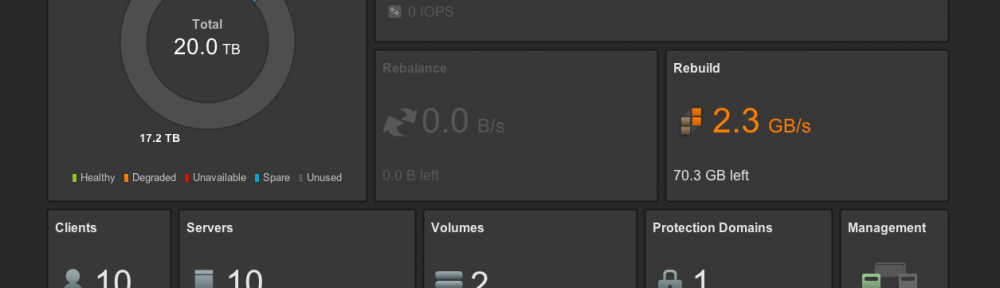 0 IOPS
Total
20.0 TB
17.2 TB
Healthy Degraded Unavailable Spare Unused
Rebalance
0.0 B/s
0.0 B left
Rebuild
2.3 GB/s
70.3 GB left
Clients
10
Servers
10
Volumes
2
Protection Domains
1
Management